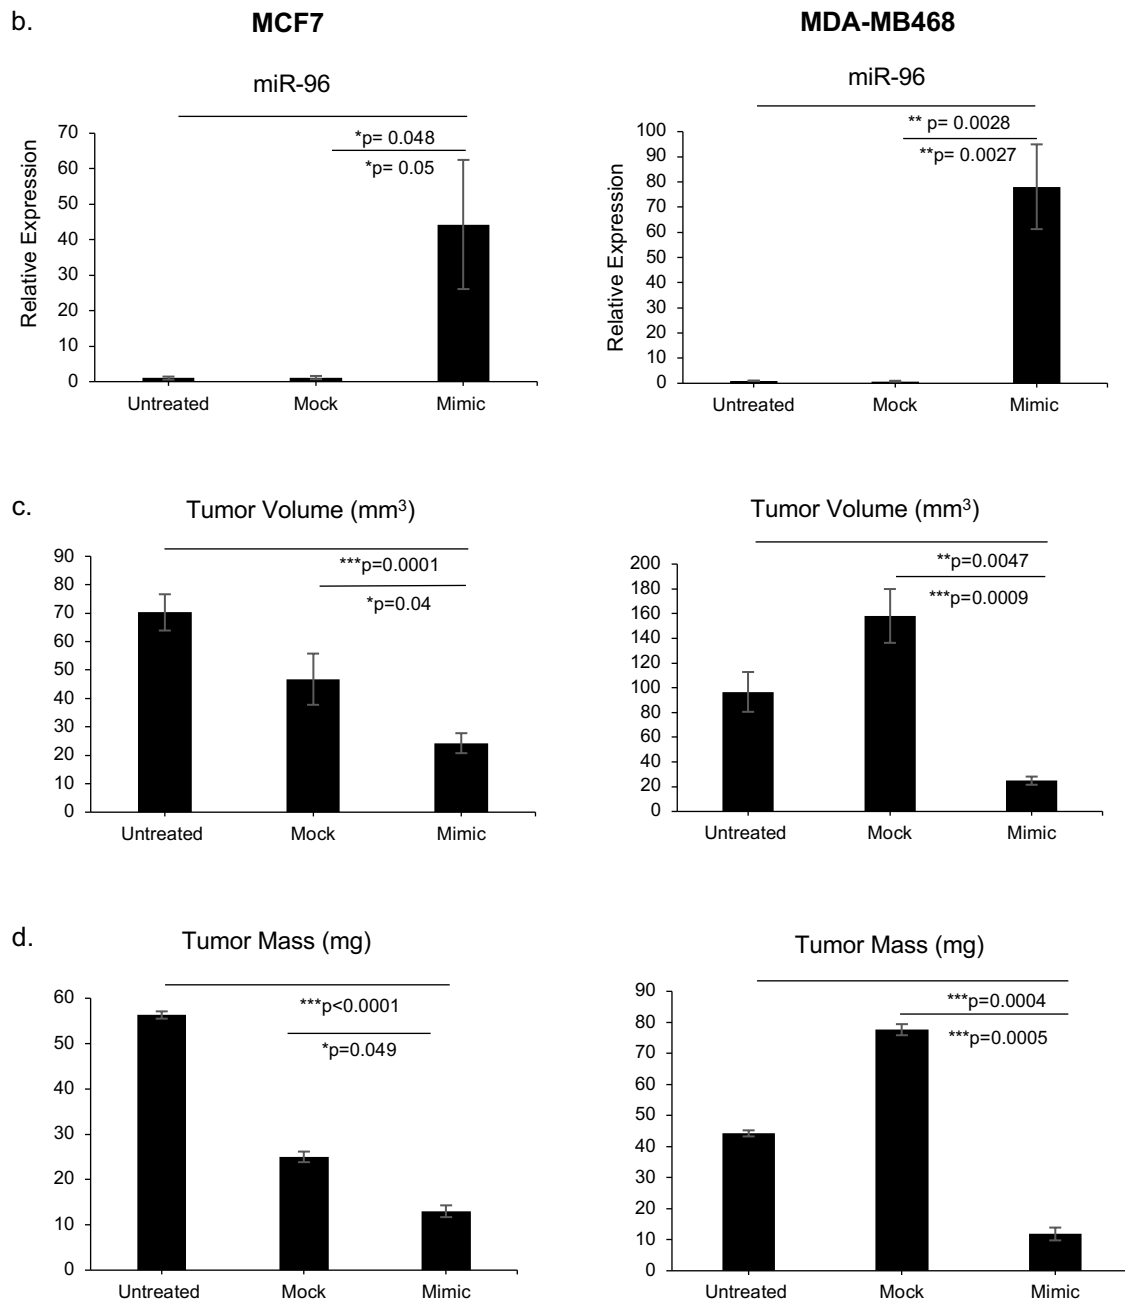 b.
MCF7
MDA-MB468
miR-96
*p= 0.048
*p= 0.05
Relative Expression
70
60
50
40
30
20
10
0
Untreated Mock Mimic
miR-96
** p= 0.0028
**p= 0.0027
Relative Expression
100
90
80
70
60
50
40
30
20
10
0
Untreated Mock Mimic
c.
Tumor Volume (mm³)
***p=0.0001
*p=0.04
90
80
70
60
50
40
30
20
10
0
Untreated Mock Mimic
Tumor Volume (mm³)
**p=0.0047
***p=0.0009
200
180
160
140
120
100
80
60
40
20
0
Untreated Mock Mimic
d.
Tumor Mass (mg)
***p<0.0001
*p=0.049
60
50
40
30
20
10
0
Untreated Mock Mimic
Tumor Mass (mg)
***p=0.0004
***p=0.0005
90
80
70
60
50
40
30
20
10
0
Untreated Mock Mimic